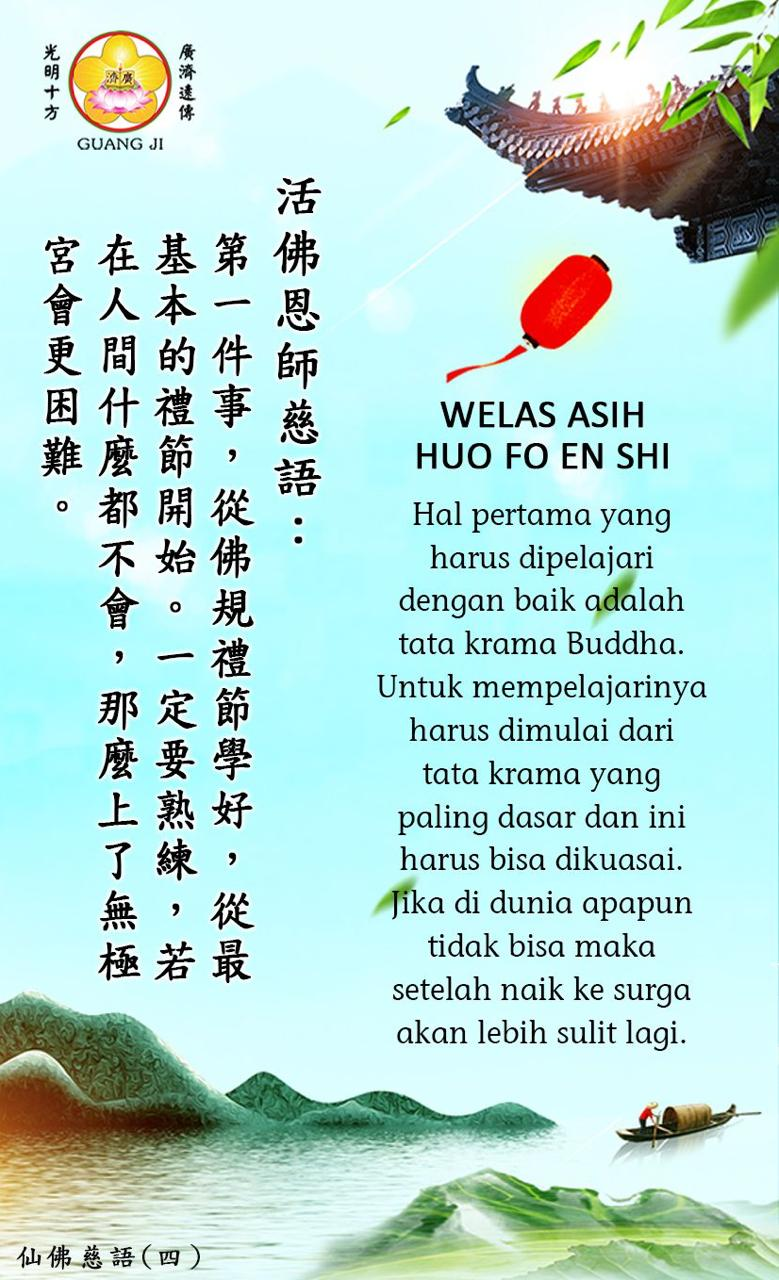 光明十方
廣濟
廣濟遠傳
GUANG JI
活佛恩師慈語：
第一件事，從佛規禮節學好，從最
基本的禮節開始。一定要熟練，若
在人間什麼都不會，那麼上了無極
宮會更困難。
WELAS ASIH
HUO FO EN SHI
Hal pertama yang
harus dipelajari
dengan baik adalah
tata krama Buddha.
Untuk mempelajarinya
harus dimulai dari
tata krama yang
paling dasar dan ini
harus bisa dikuasai.
Jika di dunia apapun
tidak bisa maka
setelah naik ke surga
akan lebih sulit lagi.
仙佛慈語(四)